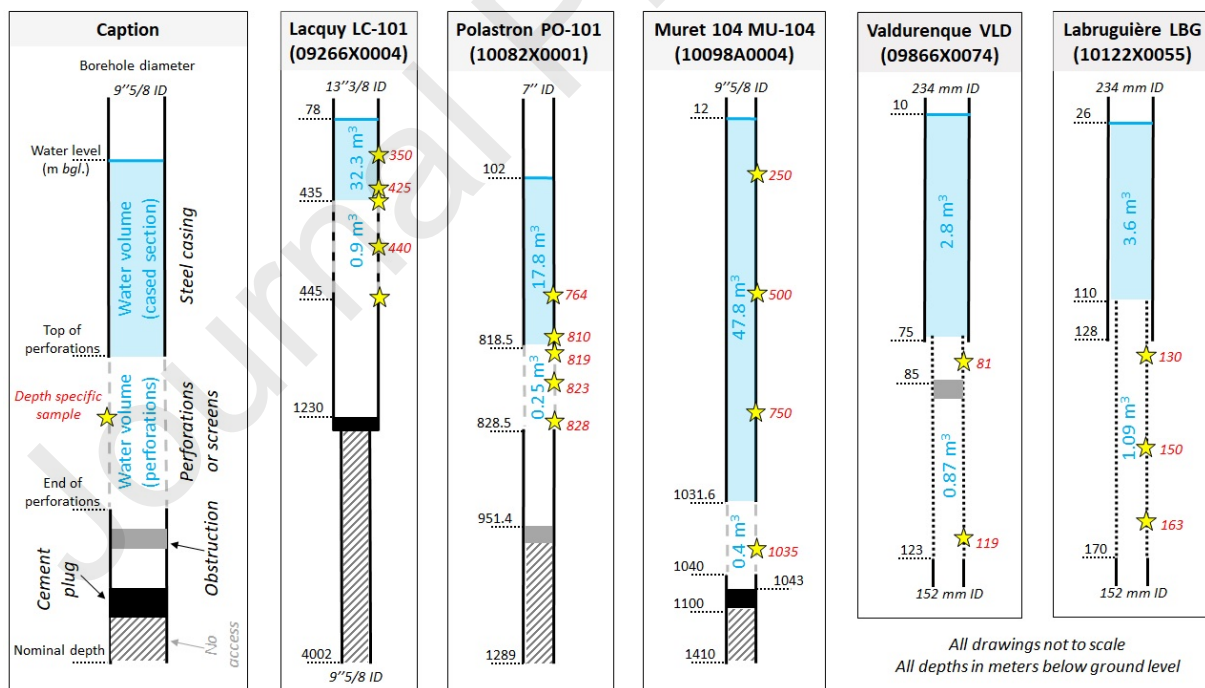 Caption
Borehole diameter
9''5/8 ID
Water level
(m bgl.)
Water volume
(cased section)
Steel casing
Top of
perforations
Depth specific
sample
Water volume
(perforations)
Perforations
or screens
End of
perforations
Obstruction
Cement
plug
Nominal depth
No
access
Lacquy LC-101
(09266X0004)
13''3/8 ID
78
32.3 m³
350
425
435
0.9 m³
440
445
1230
4002
9''5/8 ID
Polastron PO-101
(10082X0001)
7'' ID
102
17.8 m³
764
810
818.5
819
0.25 m³
823
828
828.5
951.4
1289
Muret 104 MU-104
(10098A0004)
9''5/8 ID
12
250
47.8 m³
500
750
1031.6
0.4 m³
1035
1040
1043
1100
1410
Valdurenque VLD
(09866X0074)
234 mm ID
10
2.8 m³
75
81
85
0.87 m³
119
123
152 mm ID
Labruguière LBG
(10122X0055)
234 mm ID
26
3.6 m³
110
128
130
1.09 m³
150
163
170
152 mm ID
All drawings not to scale
All depths in meters below ground level
Journal P